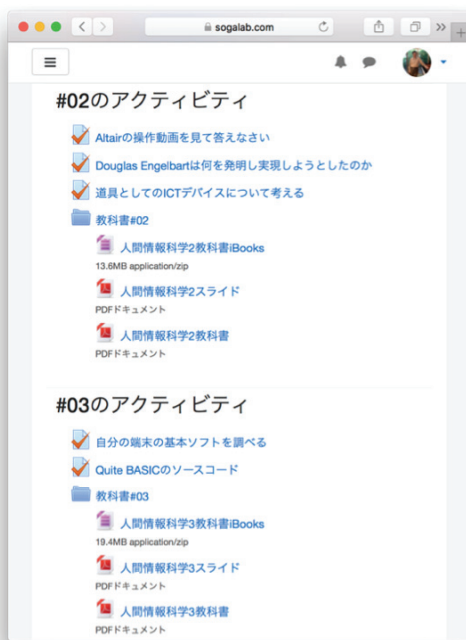 sogalab.com
#02のアクティビティ
Altairの操作動画を見て答えなさい
Douglas Engelbartは何を発明し実現しようとしたのか
道具としてのICTデバイスについて考える
教科書#02
人間情報科学2教科書iBooks
13.6MB application/zip
人間情報科学2スライド
PDFドキュメント
人間情報科学2教科書
PDFドキュメント
#03のアクティビティ
自分の端末の基本ソフトを調べる
Quite BASICのソースコード
教科書#03
人間情報科学3教科書iBooks
19.4MB application/zip
人間情報科学3スライド
PDFドキュメント
人間情報科学3教科書
PDFドキュメント